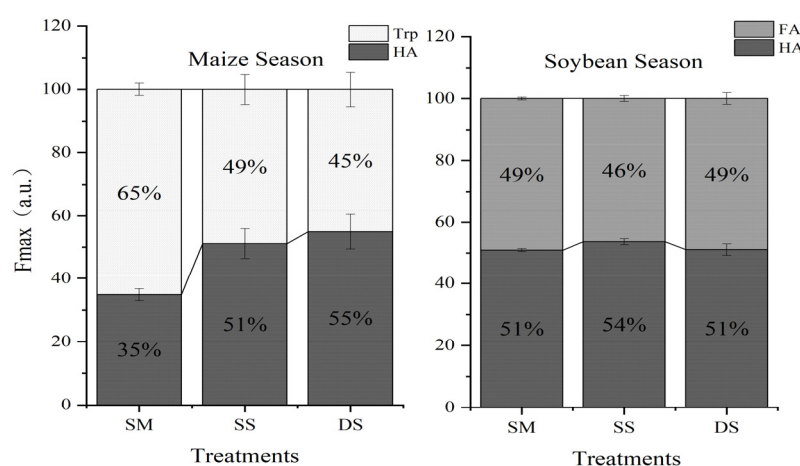 Trp
HA
Maize Season
120
100
80
60
40
20
0
Fmax（a.u.）
65%
49%
45%
35%
51%
55%
SM
SS
DS
Treatments
FA
HA
Soybean Season
120
100
80
60
40
20
0
49%
46%
49%
51%
54%
51%
SM
SS
DS
Treatments